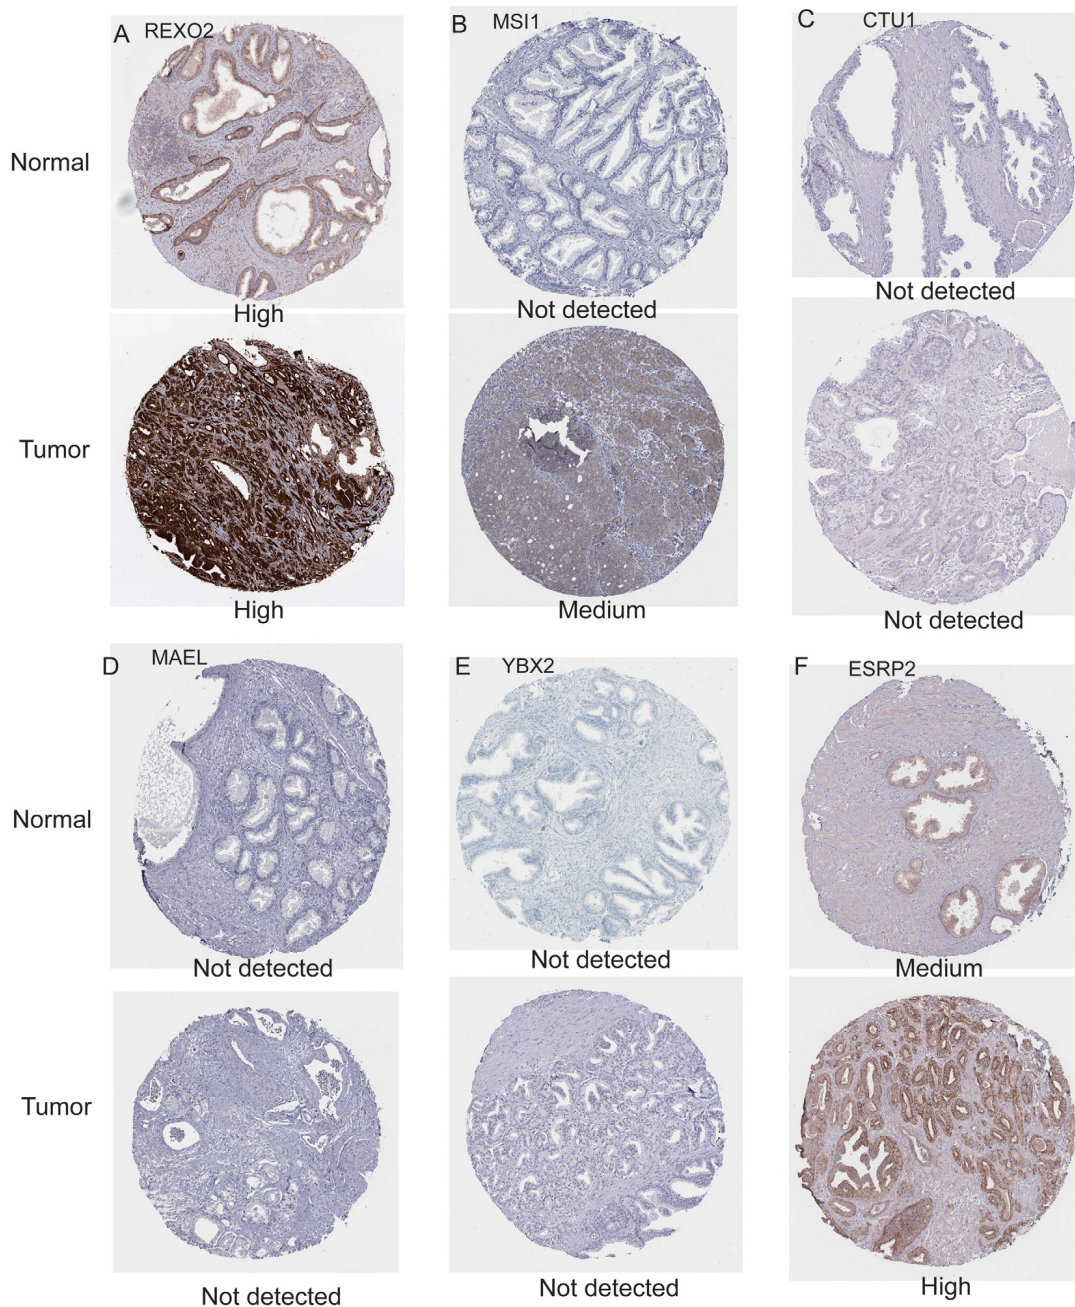 A REXO2
B MSI1
C CTU1
Normal
High
Not detected
Not detected
Tumor
High
Medium
Not detected
D MAEL
E YBX2
F ESRP2
Normal
Not detected
Not detected
Medium
Tumor
Not detected
Not detected
High